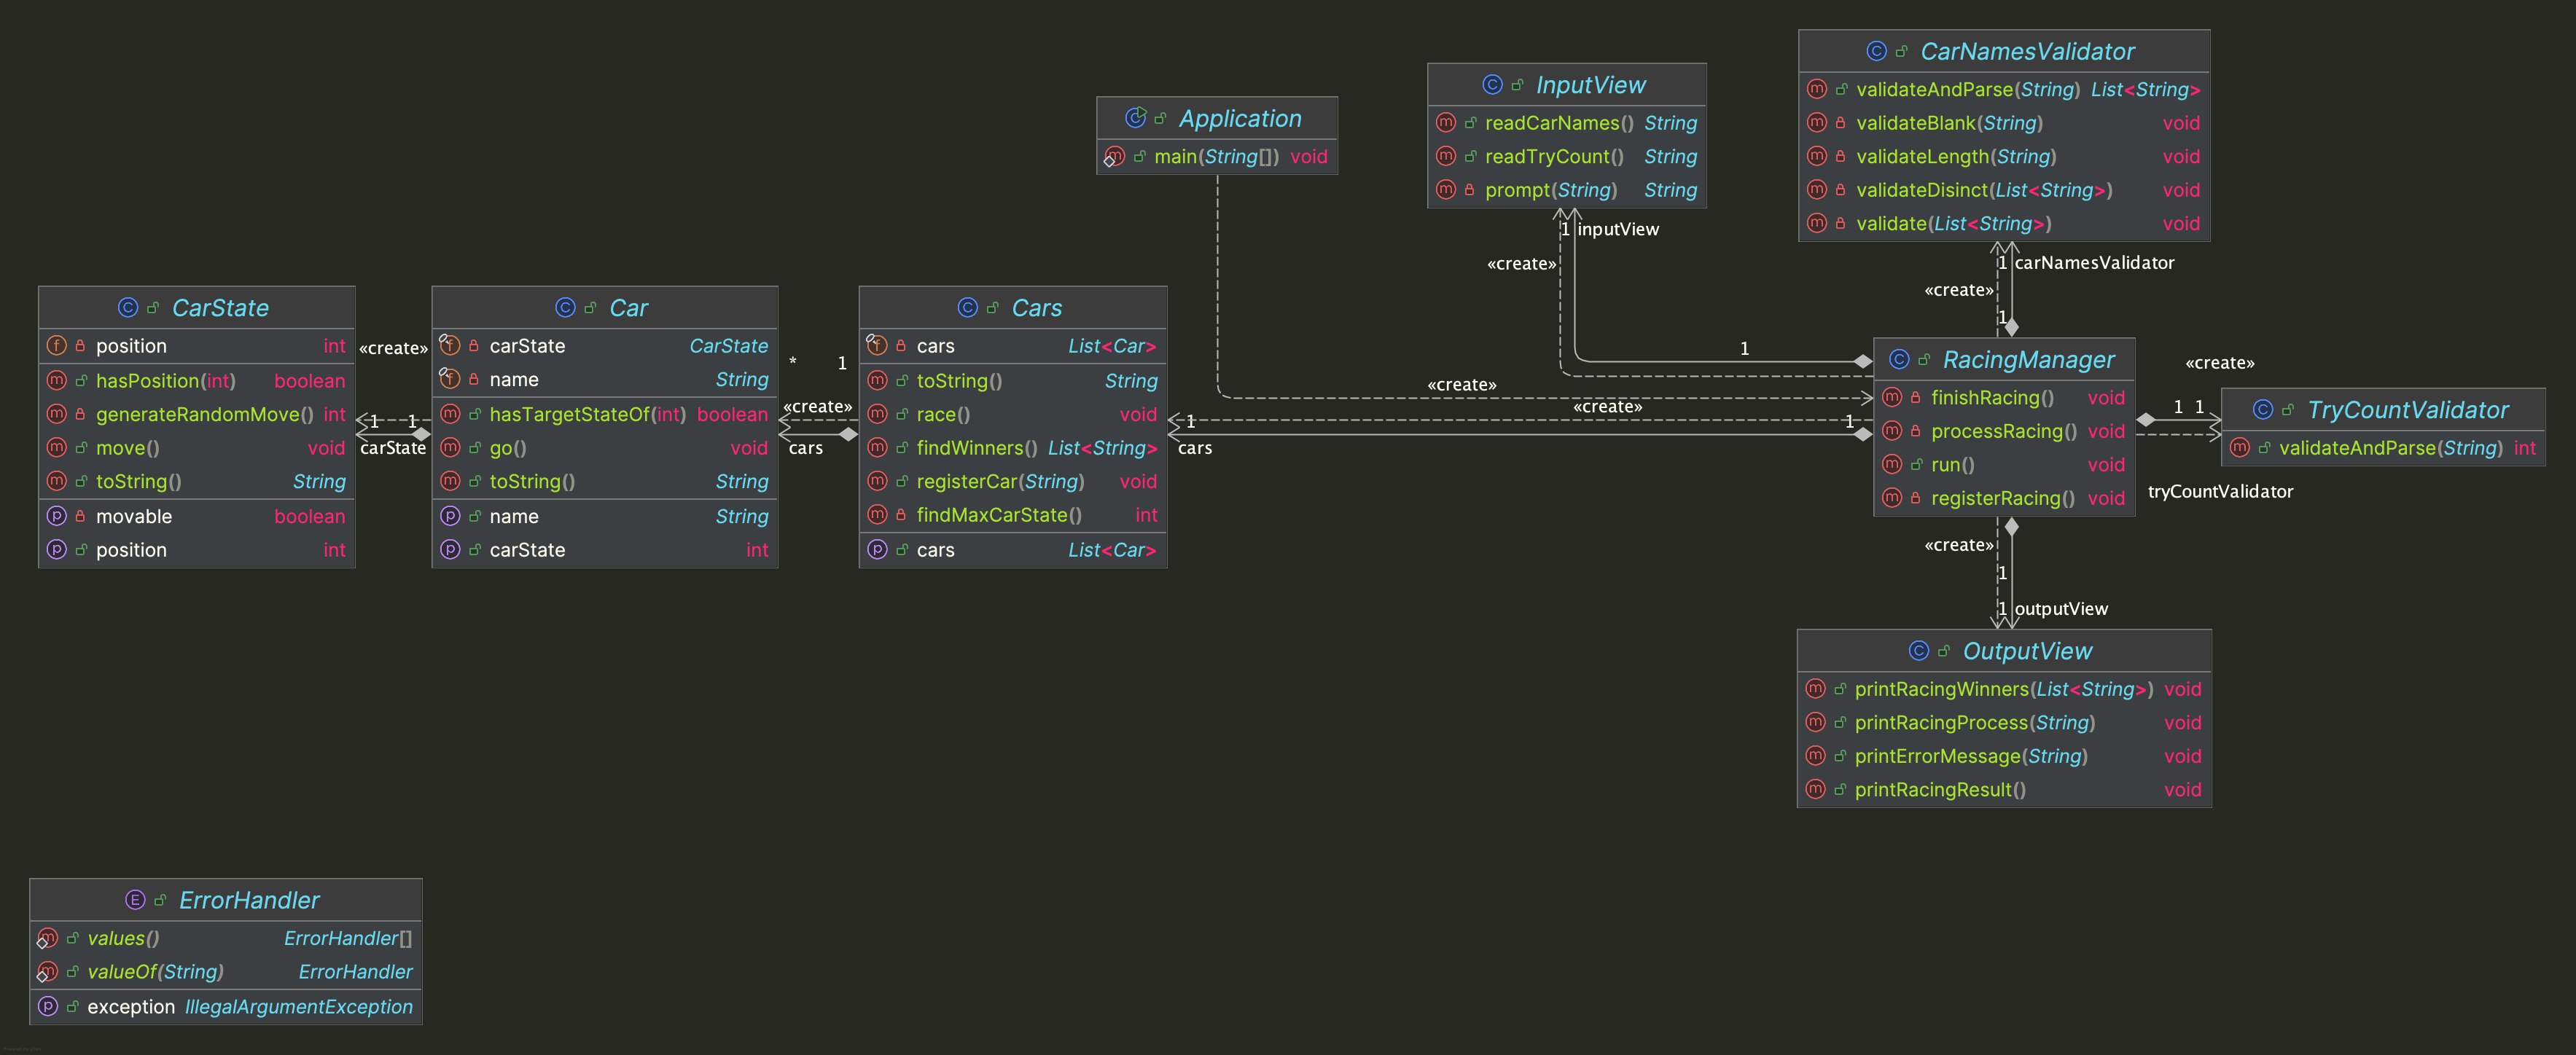 CarNamesValidator
validateAndParse(String) List<String>
validateBlank(String) void
validateLength(String) void
validateDisinct(List<String>) void
validate(List<String>) void
InputView
readCarNames() String
readTryCount() String
prompt(String) String
Application
main(String[]) void
1 inputView
«create»
1 carNamesValidator
«create»
1
CarState
position int
hasPosition(int) boolean
generateRandomMove() int
move() void
toString() String
movable boolean
position int
«create»
1 1
carState
Car
carState CarState
name String
hasTargetStateOf(int) boolean
go() void
toString() String
name String
carState int
* 1
«create»
cars
Cars
cars List<Car>
toString() String
race() void
findWinners() List<String>
registerCar(String) void
findMaxCarState() int
cars List<Car>
1
«create»
«create»
1 1
cars
RacingManager
finishRacing() void
processRacing() void
run() void
registerRacing() void
«create»
1 1
tryCountValidator
TryCountValidator
validateAndParse(String) int
«create»
1
1 outputView
OutputView
printRacingWinners(List<String>) void
printRacingProcess(String) void
printErrorMessage(String) void
printRacingResult() void
ErrorHandler
values() ErrorHandler[]
valueOf(String) ErrorHandler
exception IllegalArgumentException